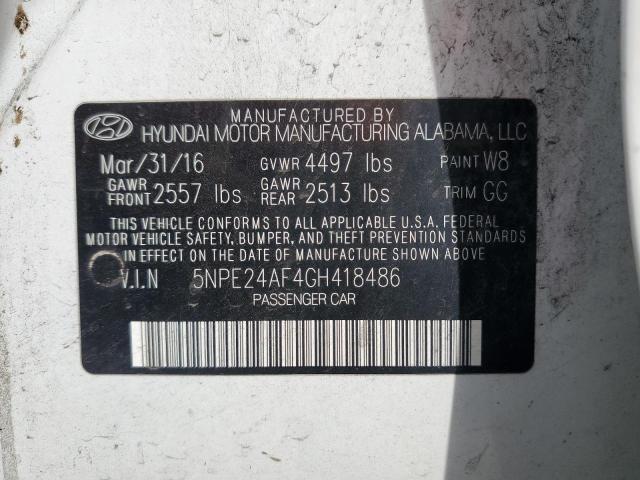 MANUFACTURED BY
HYUNDAI MOTOR MANUFACTURING ALABAMA, LLC
Mar/31/16 GVWR 4497 lbs PAINT W8
GAWR FRONT 2557 lbs GAWR REAR 2513 lbs TRIM GG
THIS VEHICLE CONFORMS TO ALL APPLICABLE U.S.A. FEDERAL
MOTOR VEHICLE SAFETY, BUMPER, AND THEFT PREVENTION STANDARDS
IN EFFECT ON THE DATE OF MANUFACTURE SHOWN ABOVE
V.I.N 5NPE24AF4GH418486
PASSENGER CAR